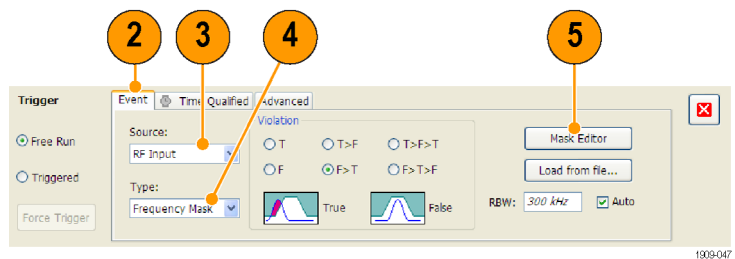 2 3 4 5
Trigger
Event Time Qualified Advanced
Free Run
Triggered
Force Trigger
Source:
RF Input
Type:
Frequency Mask
Violation
T T>F T>F>T
F F>T F>T>F
True False
Mask Editor
Load from file...
RBW: 300 kHz Auto
1909-047